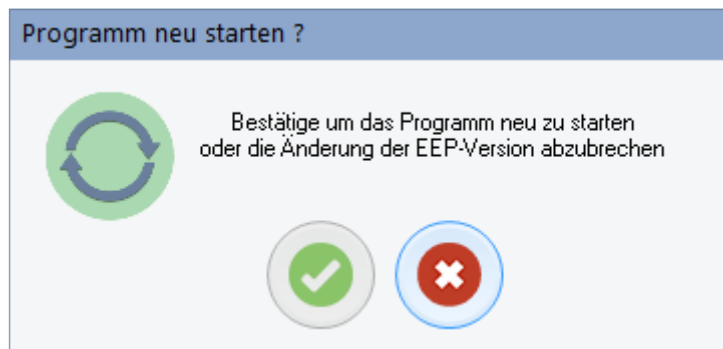 Programm neu starten ?
Bestätige um das Programm neu zu starten
oder die Änderung der EEP-Version abzubrechen